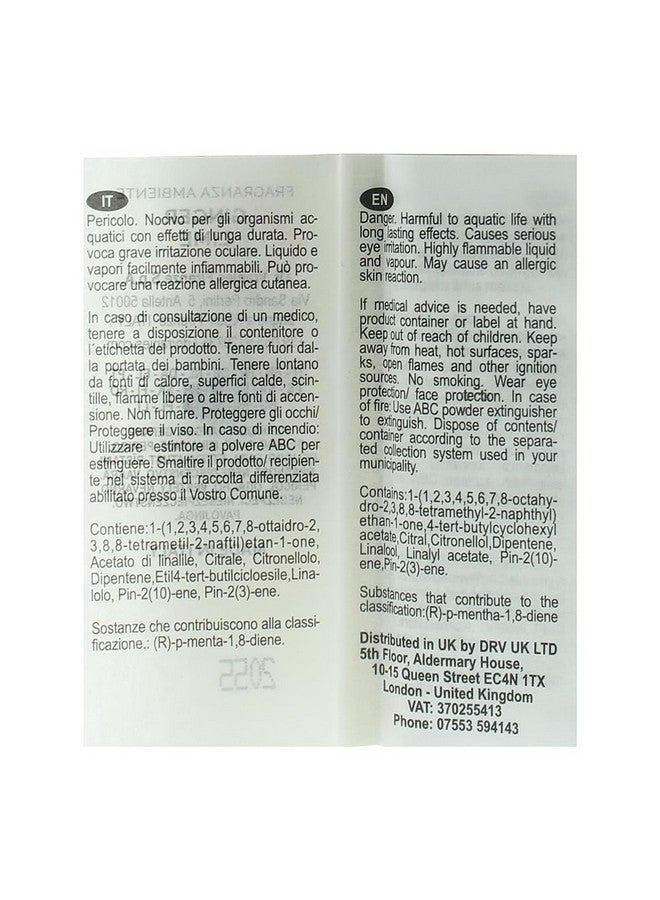 IT
Pericolo. Nocivo per gli organismi ac-
quatici con effetti di lunga durata. Pro-
voca grave irritazione oculare. Liquido e
vapori facilmente infiammabili. Può pro-
vocare una reazione allergica cutanea.
In caso di consultazione di un medico,
tenere a disposizione il contenitore o
l´etichetta del prodotto. Tenere fuori dal-
la portata dei bambini. Tenere lontano
da fonti di calore, superfici calde, scin-
tille, fiamme libere o altre fonti di accen-
sione. Non fumare. Proteggere gli occhi/
Proteggere il viso. In caso di incendio:
Utilizzare estintore a polvere ABC per
estinguere. Smaltire il prodotto/ recipien-
te nel sistema di raccolta differenziata
abilitato presso il Vostro Comune.
Contiene:1-(1,2,3,4,5,6,7,8-ottaidro-2,
3,8,8-tetrametil-2-naftil)etan-1-one,
Acetato di linalile, Citrale, Citronellolo,
Dipentene,Etil4-tert-butilcicloesile,Lina-
lolo, Pin-2(10)-ene, Pin-2(3)-ene.
Sostanze che contribuiscono alla classi-
ficazione.: (R)-p-menta-1,8-diene.
EN
Danger. Harmful to aquatic life with
long lasting effects. Causes serious
eye irritation. Highly flammable liquid
and vapour. May cause an allergic
skin reaction.
If medical advice is needed, have
product container or label at hand.
Keep out of reach of children. Keep
away from heat, hot surfaces, spar-
ks, open flames and other ignition
sources. No smoking. Wear eye
protection/ face protection. In case
of fire: Use ABC powder extinguisher
to extinguish. Dispose of contents/
container according to the separa-
ted collection system used in your
municipality.
Contains:1-(1,2,3,4,5,6,7,8-octahy-
dro-2,3,8,8-tetramethyl-2-naphthyl)
ethan-1-one,4-tert-butylcyclohexyl
acetate,Citral,Citronellol,Dipentene,
Linalool, Linalyl acetate, Pin-2(10)-
ene,Pin-2(3)-ene.
Substances that contribute to the
classification:(R)-p-mentha-1,8-diene
Distributed in UK by DRV UK LTD
5th Floor, Aldermary House,
10-15 Queen Street EC4N 1TX
London - United Kingdom
VAT: 370255413
Phone: 07553 594143